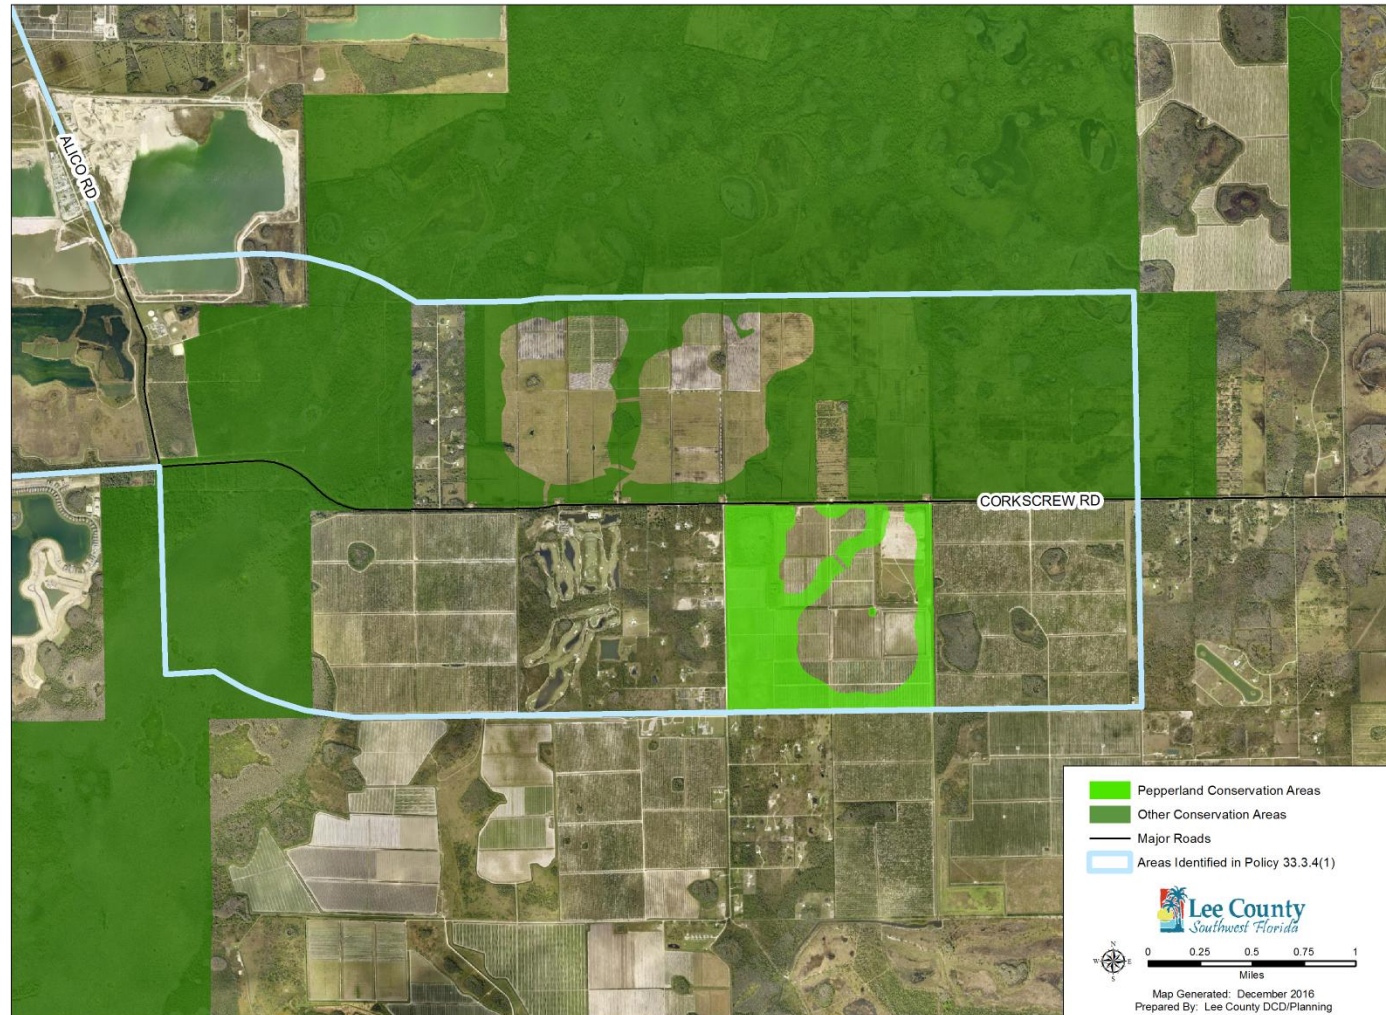 ALICO RD
CORKSCREW RD
Pepperland Conservation Areas
Other Conservation Areas
Major Roads
Areas Identified in Policy 33.3.4(1)
Lee County
Southwest Florida
N
W E
S
0 0.25 0.5 0.75 1
Miles
Map Generated: December 2016
Prepared By: Lee County DCD/Planning